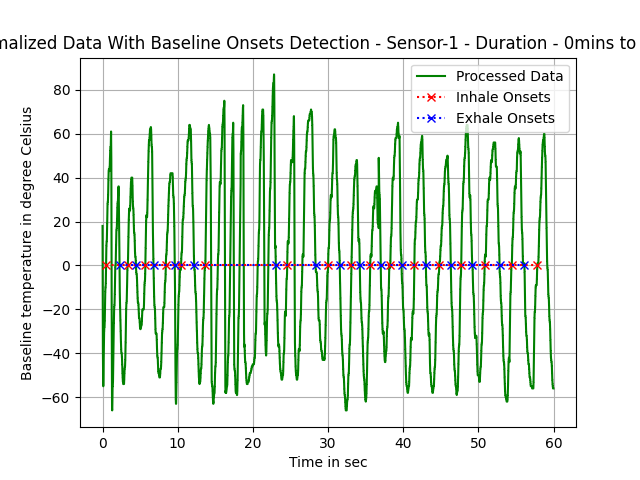 malized Data With Baseline Onsets Detection - Sensor-1 - Duration - 0mins to
Processed Data
Inhale Onsets
Exhale Onsets
Baseline temperature in degree Celsius
80
60
40
20
0
−20
−40
−60
0 10 20 30 40 50 60
Time in sec